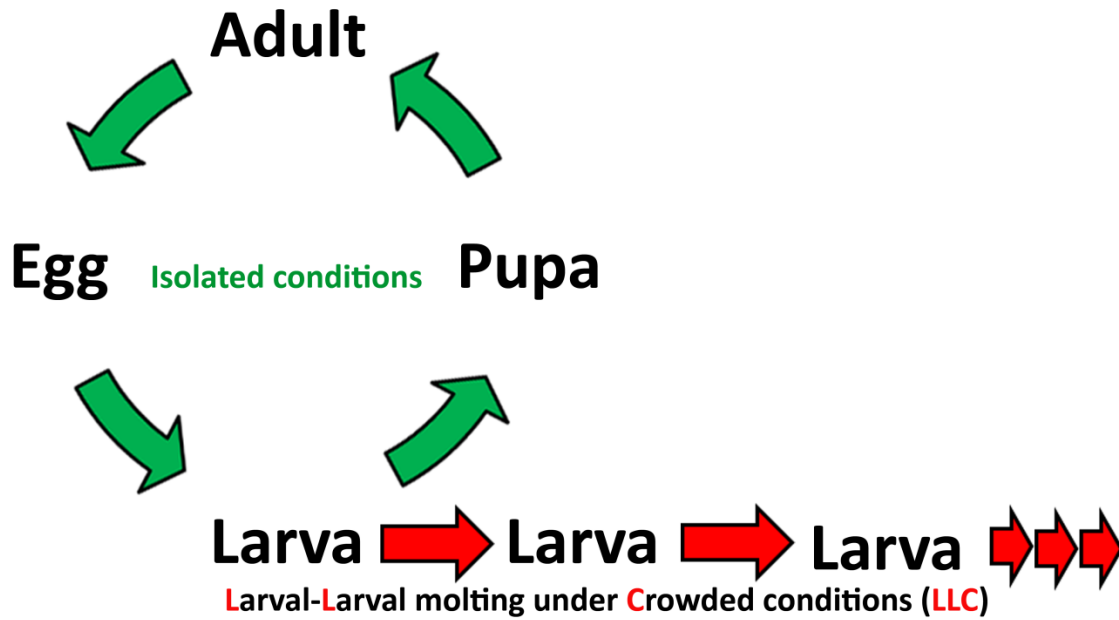 Adult
Egg Isolated conditions Pupa
Larva Larva Larva
Larval-Larval molting under Crowded conditions (LLC)